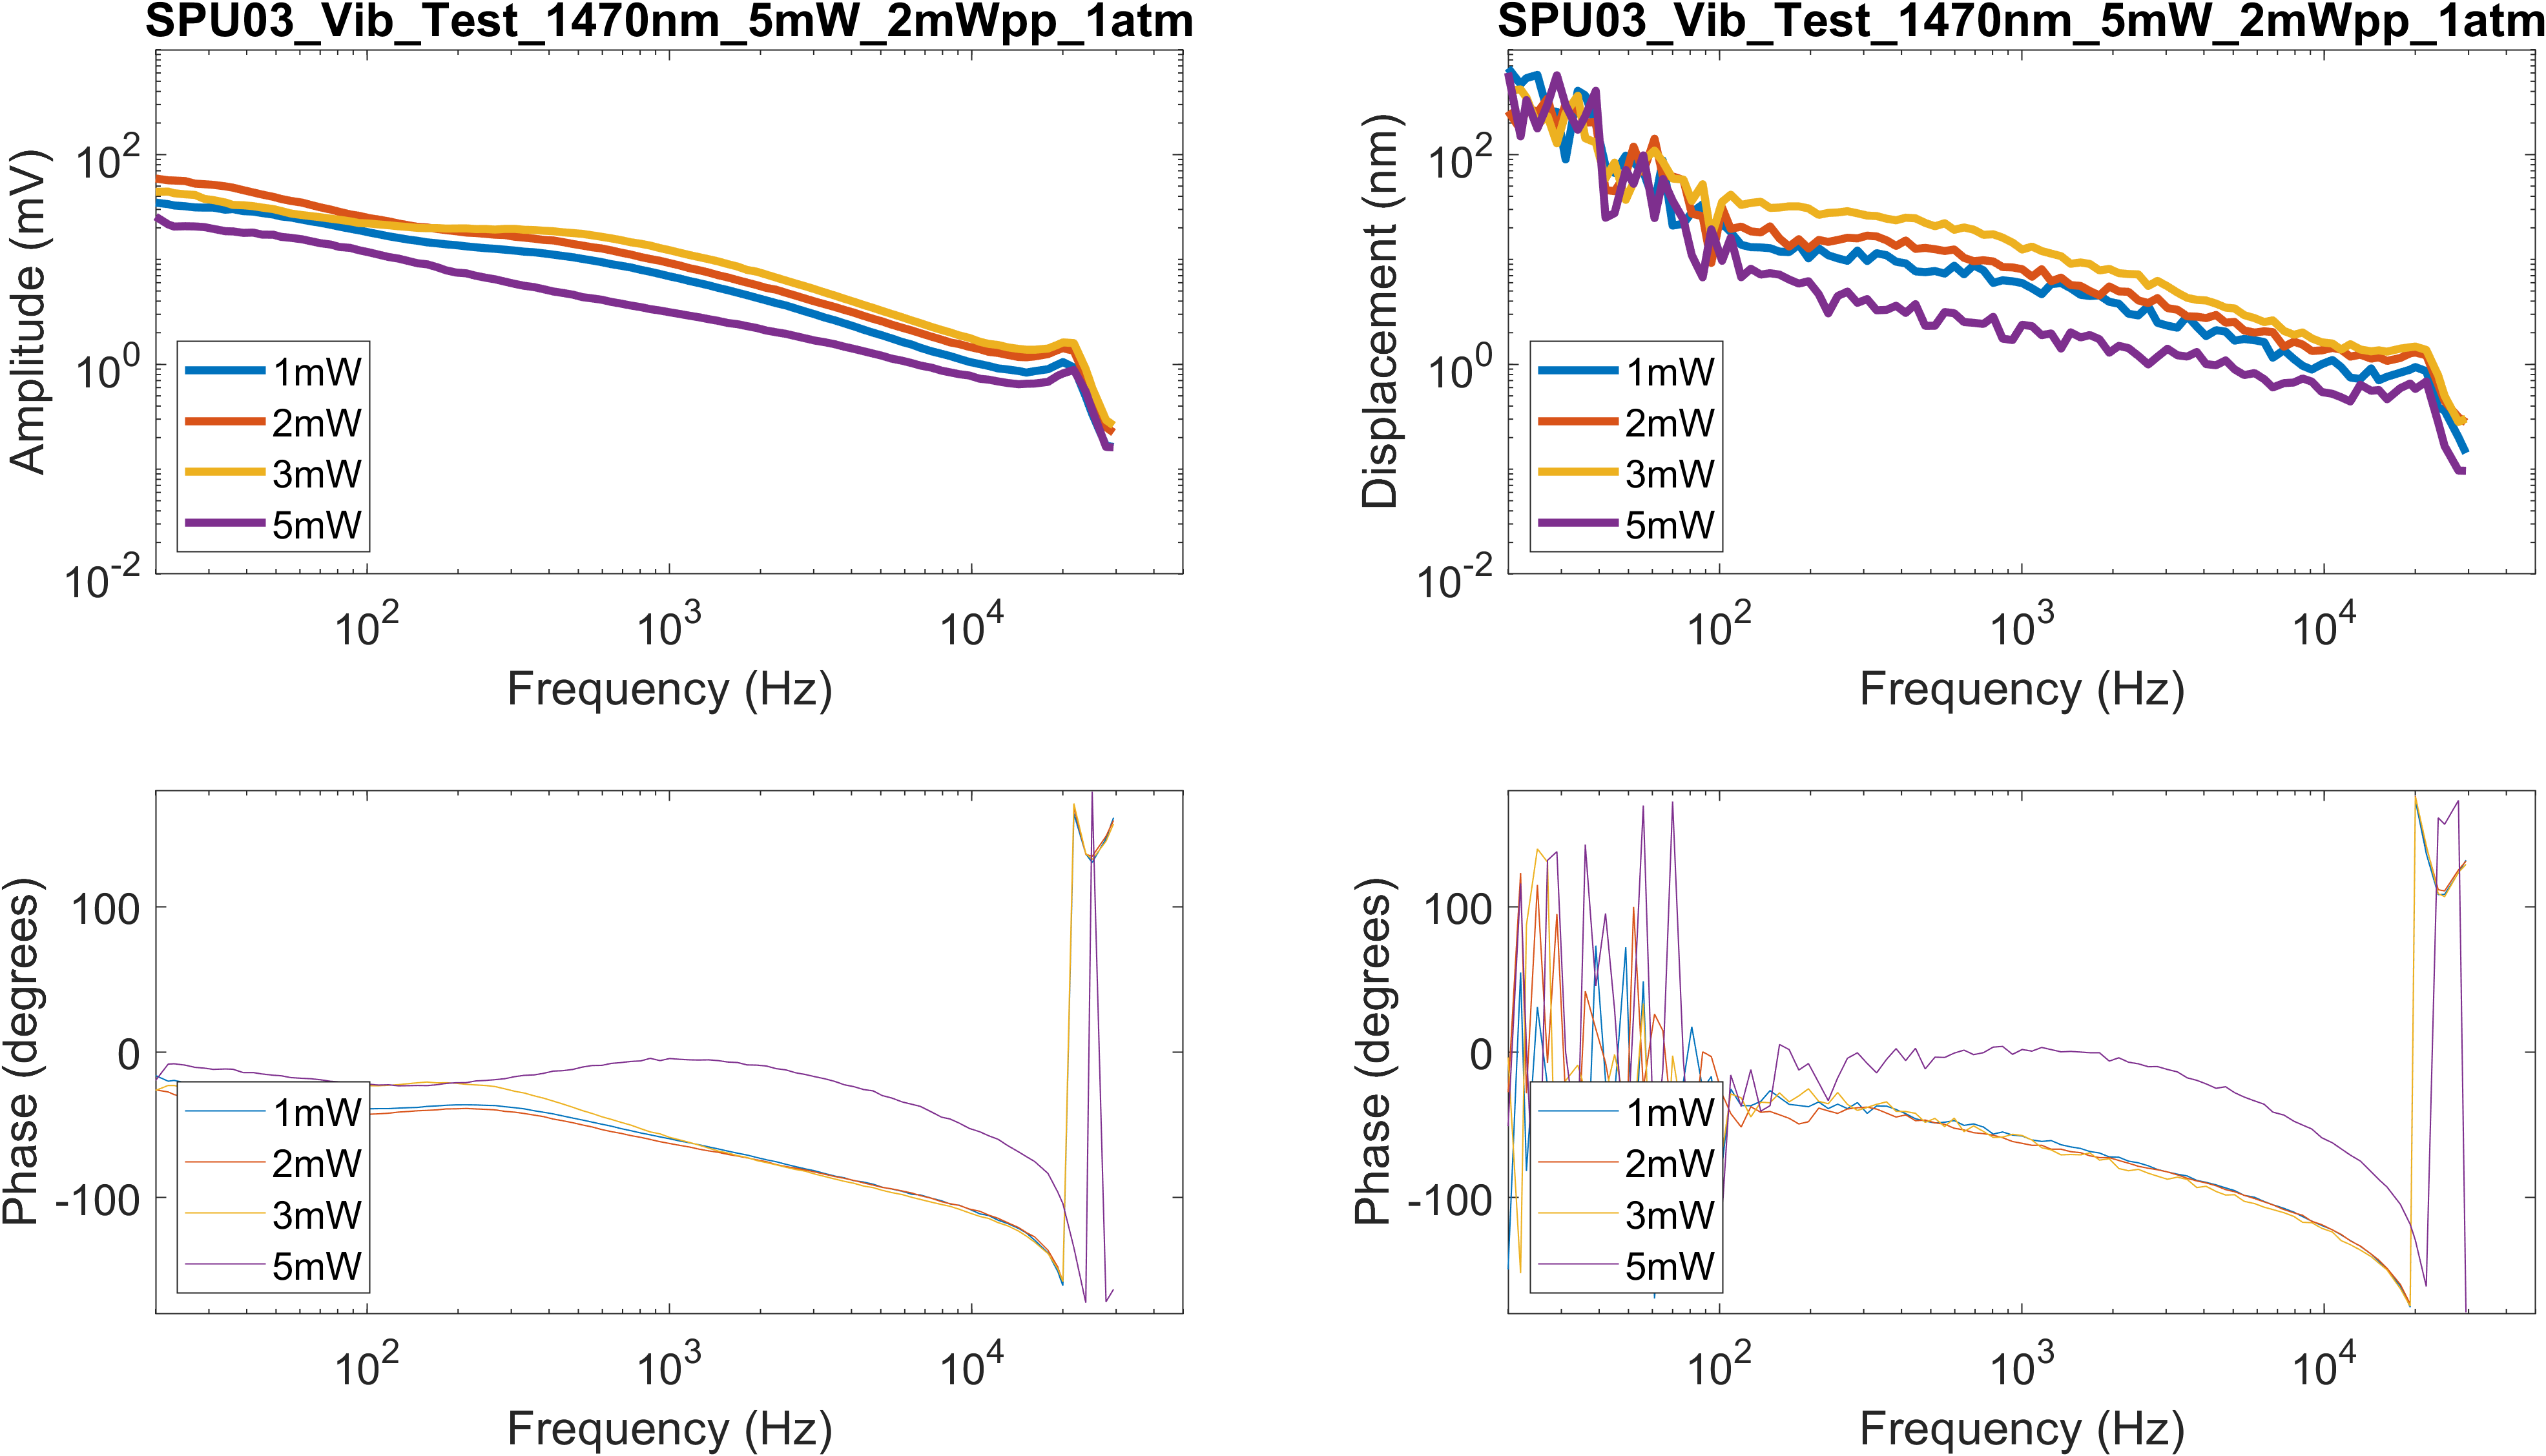 SPU03_Vib_Test_1470nm_5mW_2mWpp_1atm
Amplitude (mV)
10^2
10^0
10^-2
1mW
2mW
3mW
5mW
10^2 10^3 10^4
Frequency (Hz)
SPU03_Vib_Test_1470nm_5mW_2mWpp_1atm
Displacement (nm)
10^2
10^0
10^-2
1mW
2mW
3mW
5mW
10^2 10^3 10^4
Frequency (Hz)
Phase (degrees)
100
0
-100
1mW
2mW
3mW
5mW
10^2 10^3 10^4
Frequency (Hz)
Phase (degrees)
100
0
-100
1mW
2mW
3mW
5mW
10^2 10^3 10^4
Frequency (Hz)